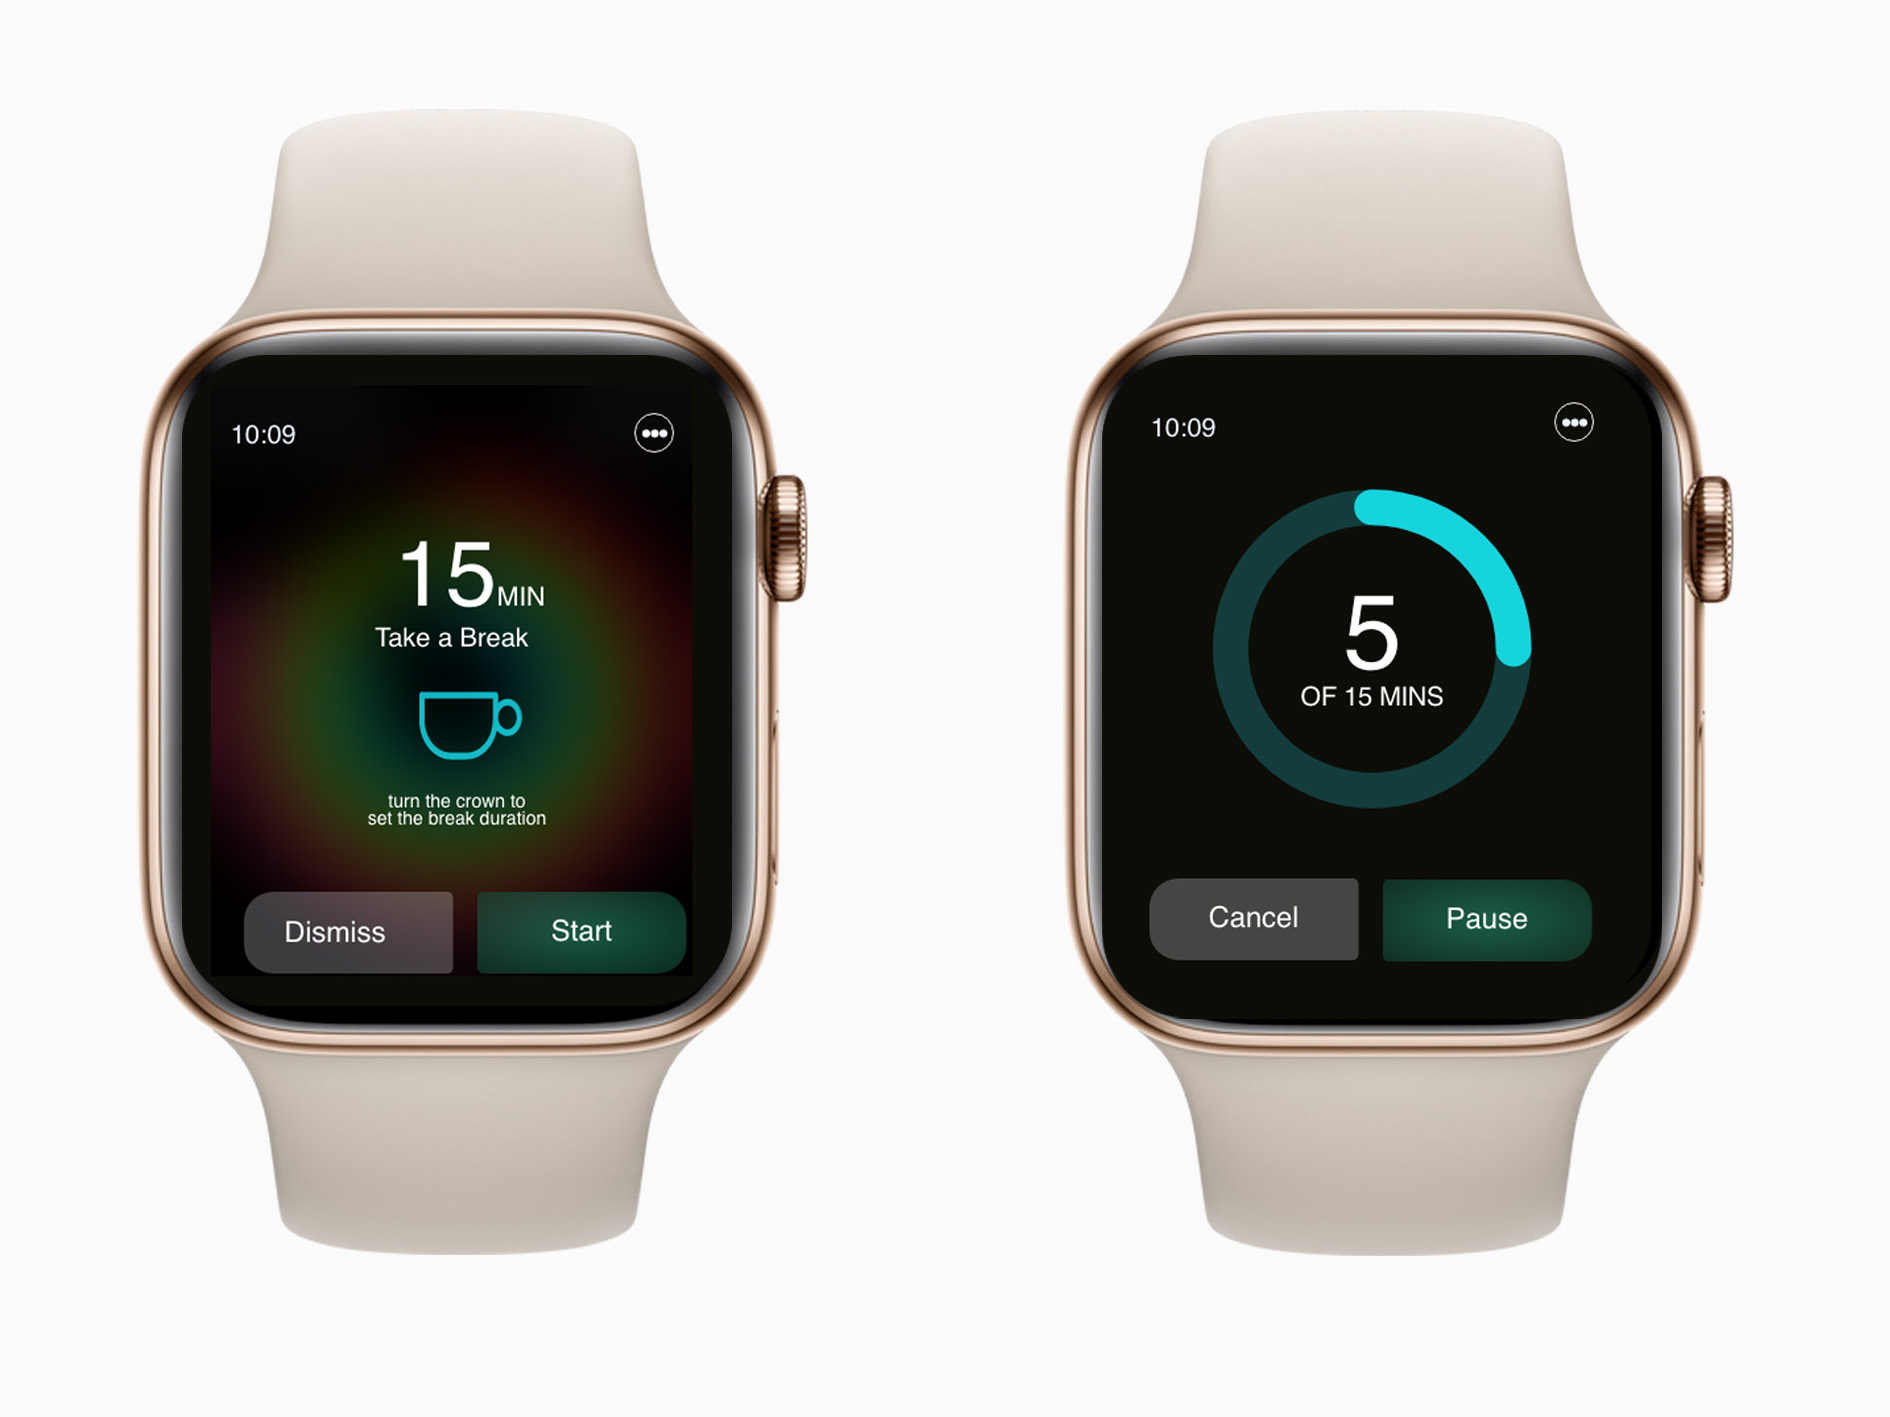 10:09
15MIN
Take a Break
turn the crown to
set the break duration
Dismiss
Start
10:09
5
OF 15 MINS
Cancel
Pause